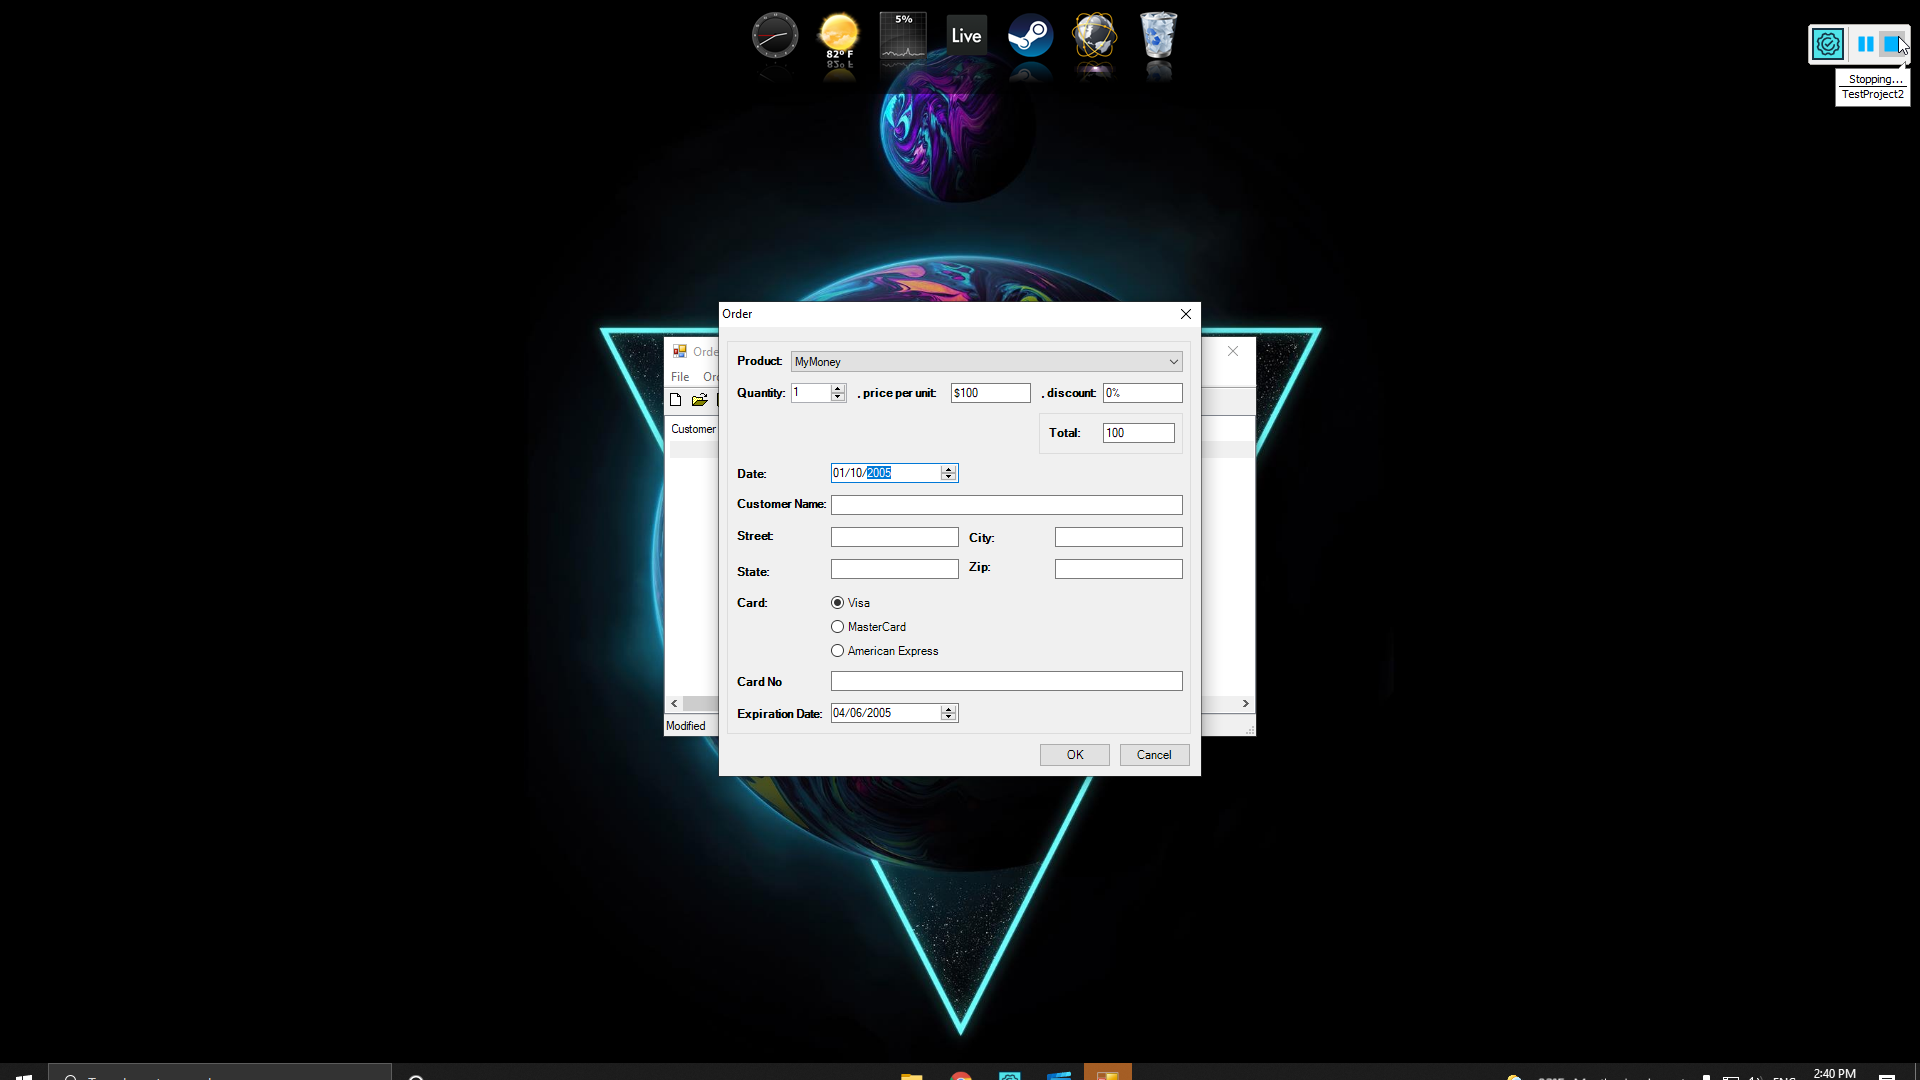 5%
Live
82° F
Stopping...
TestProject2
Order
Orde
Product: MyMoney
File Or
Quantity: 1 , price per unit: $100 , discount: 0%
Customer
Total: 100
Date: 01/10/2005
Customer Name:
Street: City:
State: Zip:
Card: Visa
MasterCard
American Express
Card No
Expiration Date: 04/06/2005
Modified
OK Cancel
2:40 PM